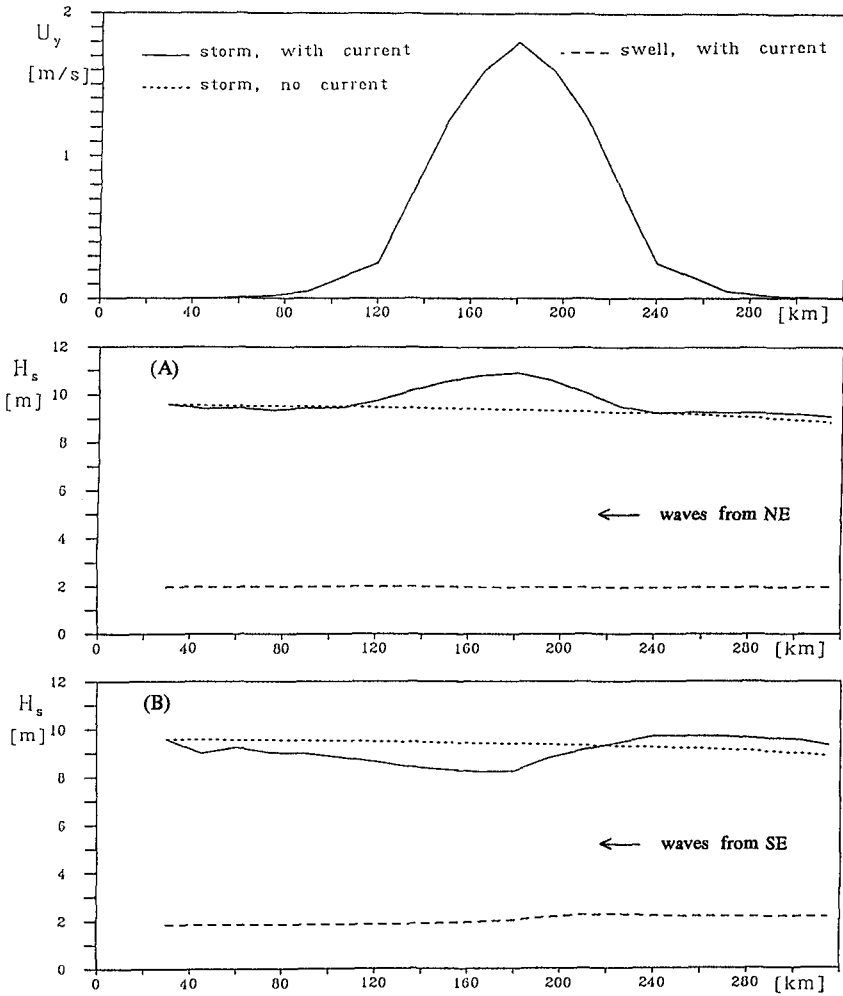 2
U_y
storm, with current
swell, with current
[m/s]
storm, no current
1
0
0 40 80 120 160 200 240 280 [km]
12
H_s
(A)
[m] 10
8
6
waves from NE
4
2
0
0 40 80 120 160 200 240 280 [km]
12
H_s
(B)
[m] 10
8
6
waves from SE
4
2
0
0 40 80 120 160 200 240 280 [km]